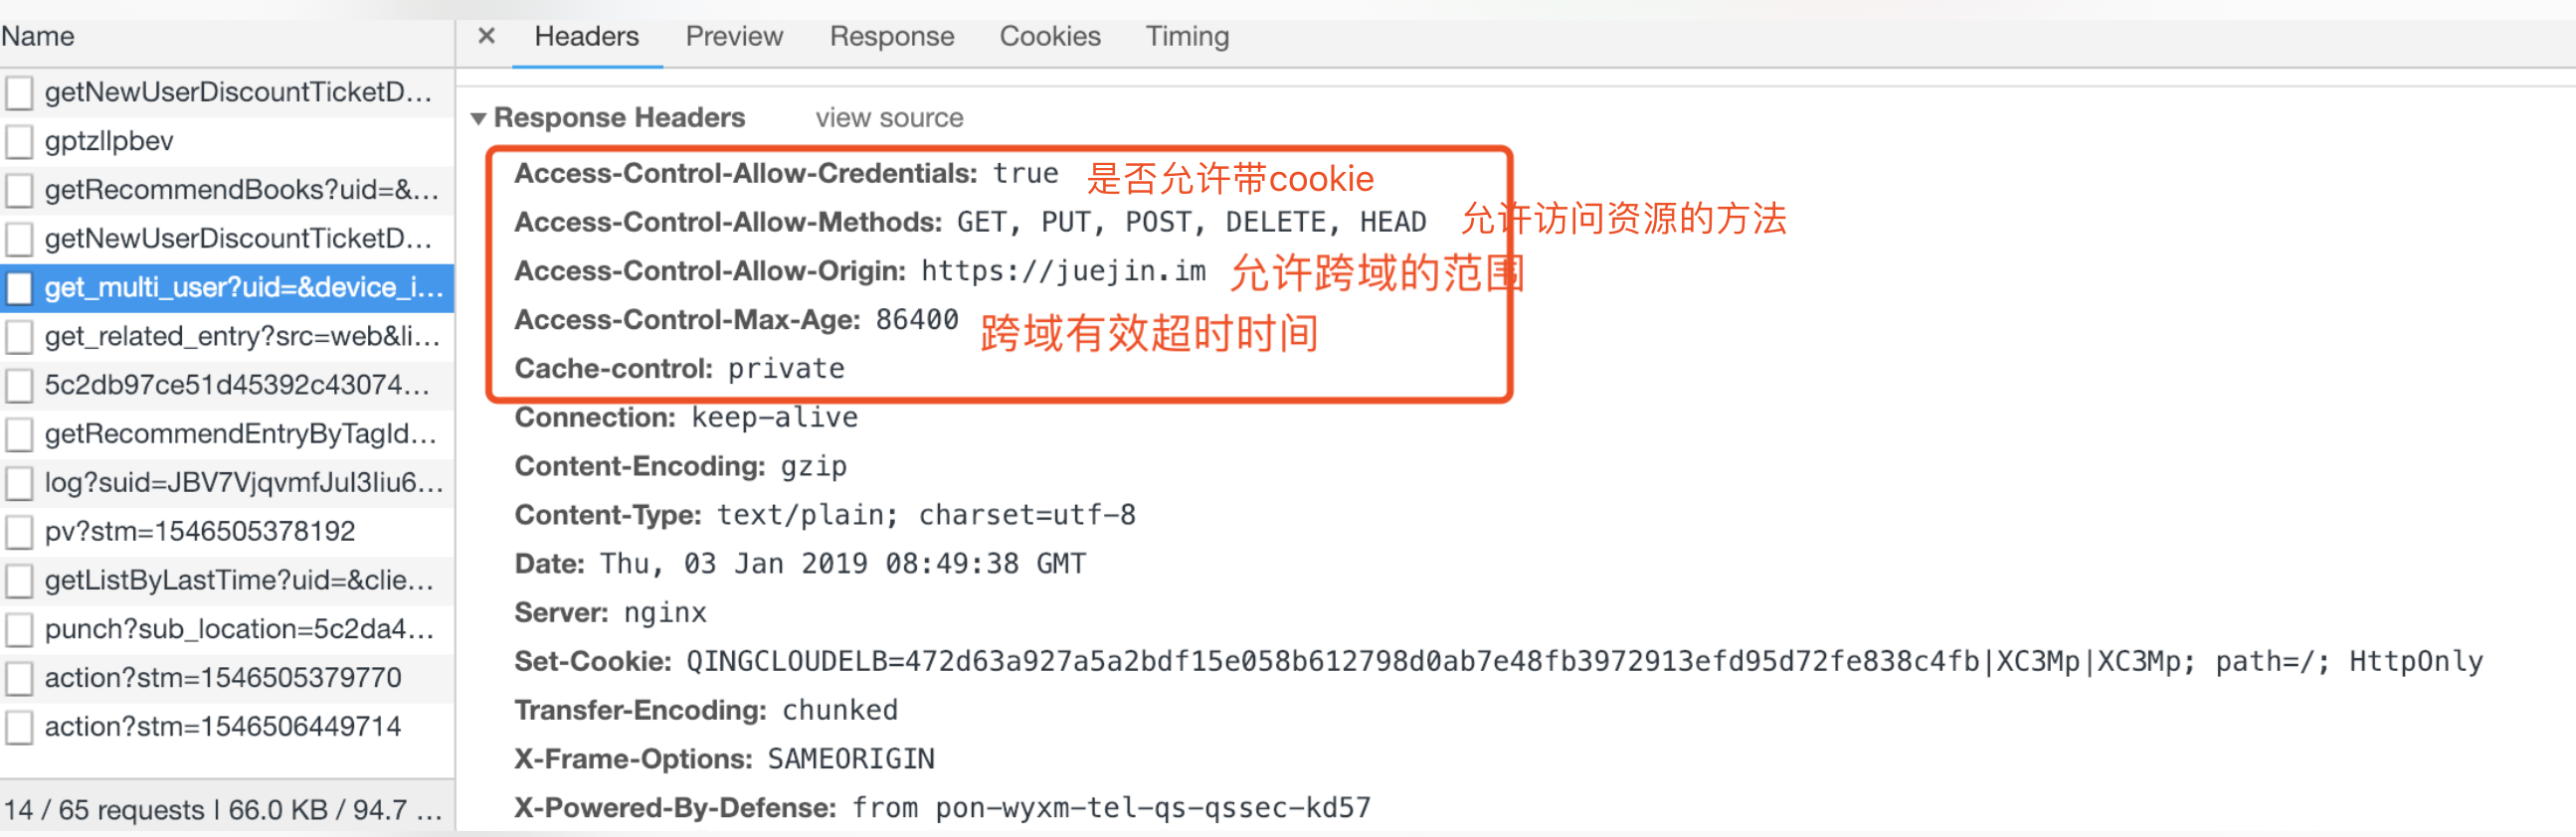 Name
× Headers Preview Response Cookies Timing
getNewUserDiscountTicketD...
gptzllpbev
getRecommendBooks?uid=&...
getNewUserDiscountTicketD...
get_multi_user?uid=&device_i...
get_related_entry?src=web&li...
5c2db97ce51d45392c43074...
getRecommendEntryByTagId...
log?suid=JBV7VjqvmfJuI3Iiu6...
pv?stm=1546505378192
getListByLastTime?uid=&clie...
punch?sub_location=5c2da4...
action?stm=1546505379770
action?stm=1546506449714
14 / 65 requests | 66.0 KB / 94.7 ...
▼ Response Headers view source
Access-Control-Allow-Credentials: true 是否允许带cookie
Access-Control-Allow-Methods: GET, PUT, POST, DELETE, HEAD 允许访问资源的方法
Access-Control-Allow-Origin: https://juejin.im 允许跨域的范围
Access-Control-Max-Age: 86400 跨域有效超时时间
Cache-control: private
Connection: keep-alive
Content-Encoding: gzip
Content-Type: text/plain; charset=utf-8
Date: Thu, 03 Jan 2019 08:49:38 GMT
Server: nginx
Set-Cookie: QINGCLOUDELB=472d63a927a5a2bdf15e058b612798d0ab7e48fb3972913efd95d72fe838c4fb|XC3Mp|XC3Mp; path=/; HttpOnly
Transfer-Encoding: chunked
X-Frame-Options: SAMEORIGIN
X-Powered-By-Defense: from pon-wyxm-tel-qs-qssec-kd57